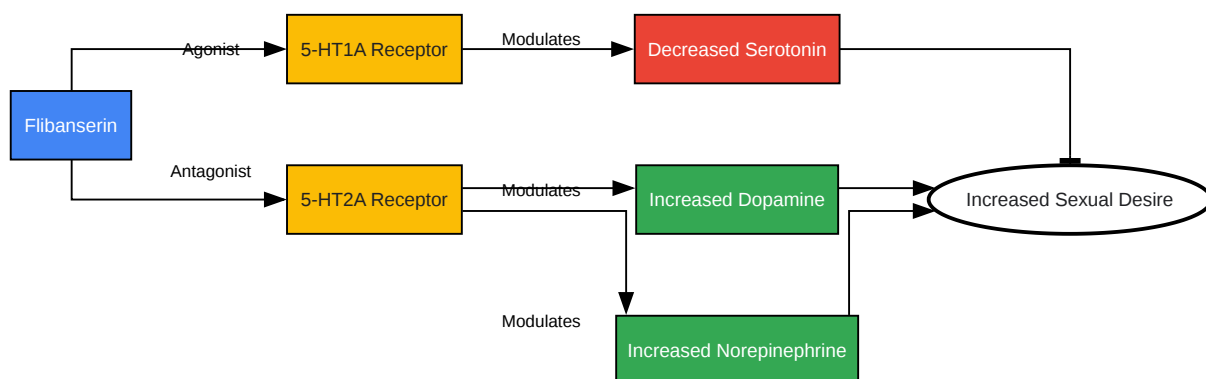 Agonist
5-HT1A Receptor
Modulates
Decreased Serotonin
Flibanserin
Antagonist
5-HT2A Receptor
Modulates
Increased Dopamine
Increased Sexual Desire
Modulates
Increased Norepinephrine